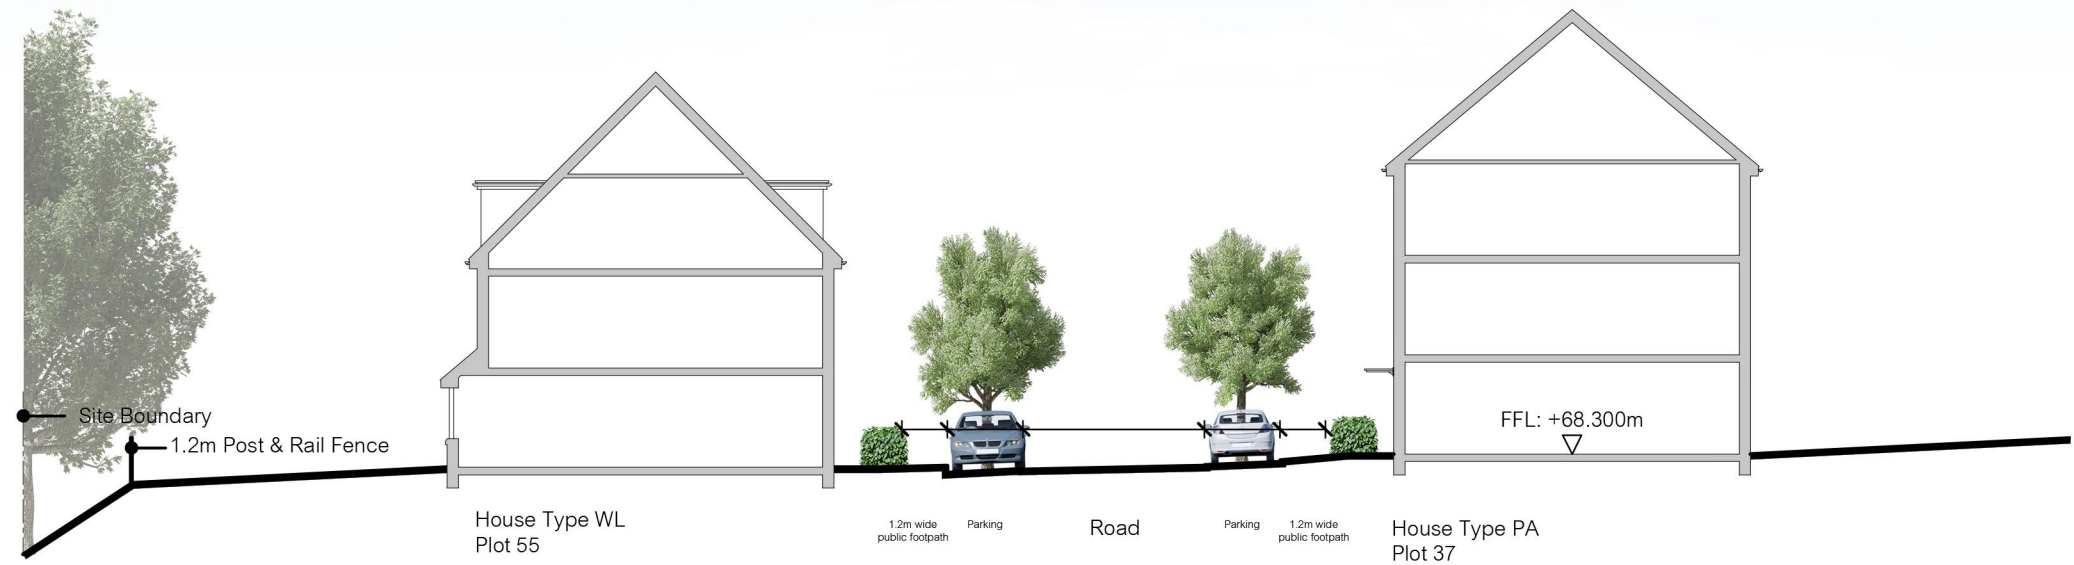 Site Boundary
1.2m Post & Rail Fence
FFL: +68.300m
House Type WL
Plot 55
1.2m wide
public footpath
Parking
Road
Parking
1.2m wide
public footpath
House Type PA
Plot 37